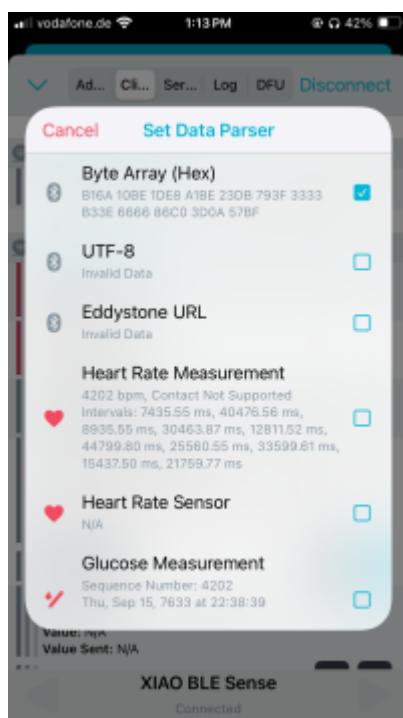 vodafone.de 1:13 PM 42%
Ad... Cli... Ser... Log DFU Disconnect
Cancel Set Data Parser
Byte Array (Hex)
B16A 10BE 1DE8 A1BE 23DB 793F 3333
B33E 6666 86C0 3D0A 57BF
UTF-8
Invalid Data
Eddystone URL
Invalid Data
Heart Rate Measurement
4202 bpm, Contact Not Supported
Intervals: 7435.55 ms, 40476.56 ms,
8935.55 ms, 30463.87 ms, 12811.52 ms,
44799.80 ms, 25560.55 ms, 33599.61 ms,
15437.50 ms, 21759.77 ms
Heart Rate Sensor
N/A
Glucose Measurement
Sequence Number: 4202
Thu, Sep 15, 7633 at 22:38:39
Value: N/A
Value Sent: N/A
XIAO BLE Sense
Connected